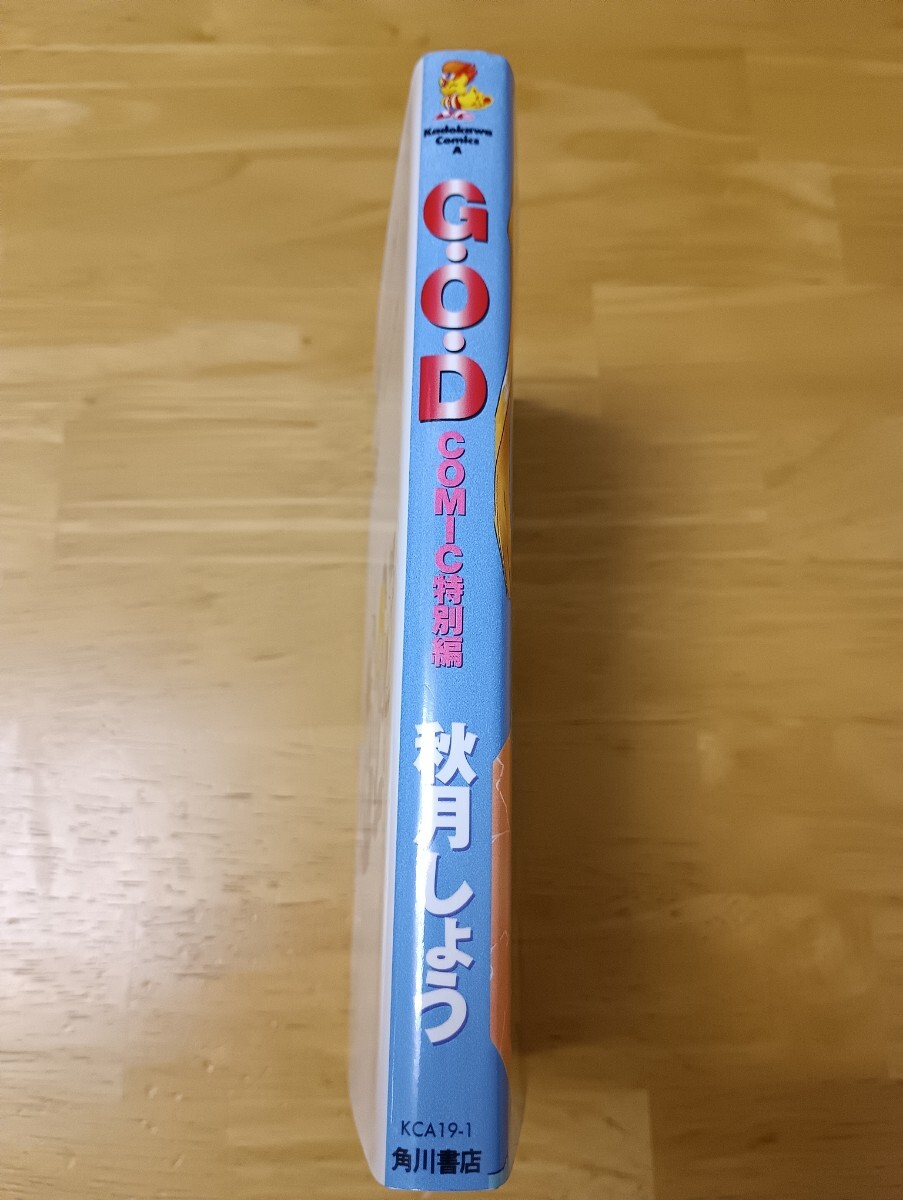 Kadokawa
Comics
A
G・O・D
COMIC特別編
秋月しょう
KCA19-1
角川書店